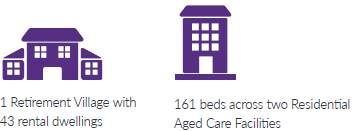 1 Retirement Village with
43 rental dwellings
161 beds across two Residential
Aged Care Facilities